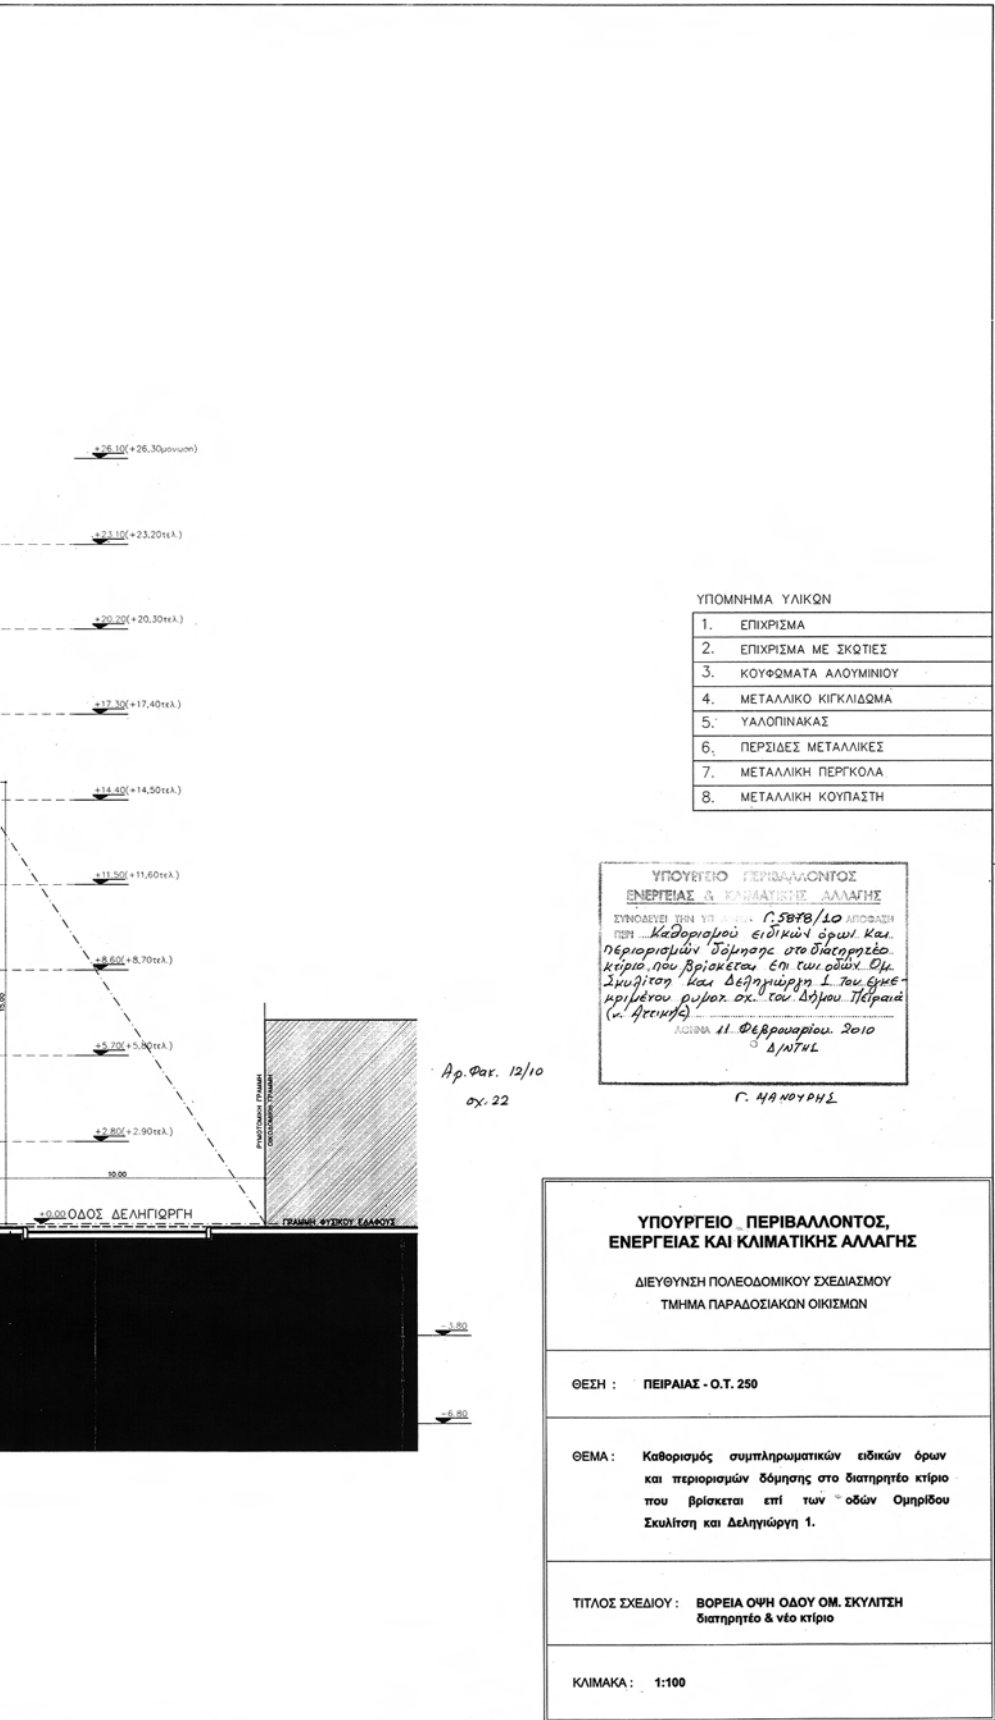 +26.10(+26,30μονωση)
+23.10(+23,20τελ.)
+20.20(+20,30τελ.)
+17.30(+17,40τελ.)
+14.40(+14,50τελ.)
+11.50(+11,60τελ.)
+8.60(+8,70τελ.)
15.00
+5.70(+5,80τελ.)
+2.80(+2.90τελ.)
10.00
+0.00 ΟΔΟΣ ΔΕΛΗΓΙΩΡΓΗ
ΡΥΜΟΤΟΜΙΚΗ ΓΡΑΜΜΗ
ΟΙΚΟΔΟΜΙΚΗ ΓΡΑΜΜΗ
ΓΡΑΜΜΗ ΦΥΣΙΚΟΥ ΕΔΑΦΟΥΣ
-3.80
-6.80
Αρ. Φακ. 12/10
σχ. 22
ΥΠΟΜΝΗΜΑ ΥΛΙΚΩΝ
1. ΕΠΙΧΡΙΣΜΑ
2. ΕΠΙΧΡΙΣΜΑ ΜΕ ΣΚΩΤΙΕΣ
3. ΚΟΥΦΩΜΑΤΑ ΑΛΟΥΜΙΝΙΟΥ
4. ΜΕΤΑΛΛΙΚΟ ΚΙΓΚΛΙΔΩΜΑ
5. ΥΑΛΟΠΙΝΑΚΑΣ
6. ΠΕΡΣΙΔΕΣ ΜΕΤΑΛΛΙΚΕΣ
7. ΜΕΤΑΛΛΙΚΗ ΠΕΡΓΚΟΛΑ
8. ΜΕΤΑΛΛΙΚΗ ΚΟΥΠΑΣΤΗ
ΥΠΟΥΡΓΕΙΟ ΠΕΡΙΒΑΛΛΟΝΤΟΣ
ΕΝΕΡΓΕΙΑΣ & ΚΛΙΜΑΤΙΚΗΣ ΑΛΛΑΓΗΣ
ΣΥΝΟΔΕΥΕΙ ΤΗΝ ΥΠ Γ.5878/10 ΑΠΟΦΑΣΗ
ΠΕΡΙ Καθορισμού ειδικών όρων και
περιορισμών δόμησης στο διατηρητέο
κτίριο που βρίσκεται επί των οδών Ομ.
Σκυλίτση και Δεληγιώργη 1 του εγκε-
κριμένου ρυμοτ. σχ. του Δήμου Πειραιά
(ν. Αττικής)
ΑΘΗΝΑ 11 Φεβρουαρίου 2010
Δ/ΝΤΗΣ
ΥΠΟΥΡΓΕΙΟ ΠΕΡΙΒΑΛΛΟΝΤΟΣ,
ΕΝΕΡΓΕΙΑΣ ΚΑΙ ΚΛΙΜΑΤΙΚΗΣ ΑΛΛΑΓΗΣ
ΔΙΕΥΘΥΝΣΗ ΠΟΛΕΟΔΟΜΙΚΟΥ ΣΧΕΔΙΑΣΜΟΥ
ΤΜΗΜΑ ΠΑΡΑΔΟΣΙΑΚΩΝ ΟΙΚΙΣΜΩΝ
ΘΕΣΗ : ΠΕΙΡΑΙΑΣ - Ο.Τ. 250
ΘΕΜΑ : Καθορισμός συμπληρωματικών ειδικών όρων
και περιορισμών δόμησης στο διατηρητέο κτίριο
που βρίσκεται επί των οδών Ομηρίδου
Σκυλίτση και Δεληγιώργη 1.
ΤΙΤΛΟΣ ΣΧΕΔΙΟΥ : ΒΟΡΕΙΑ ΟΨΗ ΟΔΟΥ ΟΜ. ΣΚΥΛΙΤΣΗ
διατηρητέο & νέο κτίριο
ΚΛΙΜΑΚΑ : 1:100